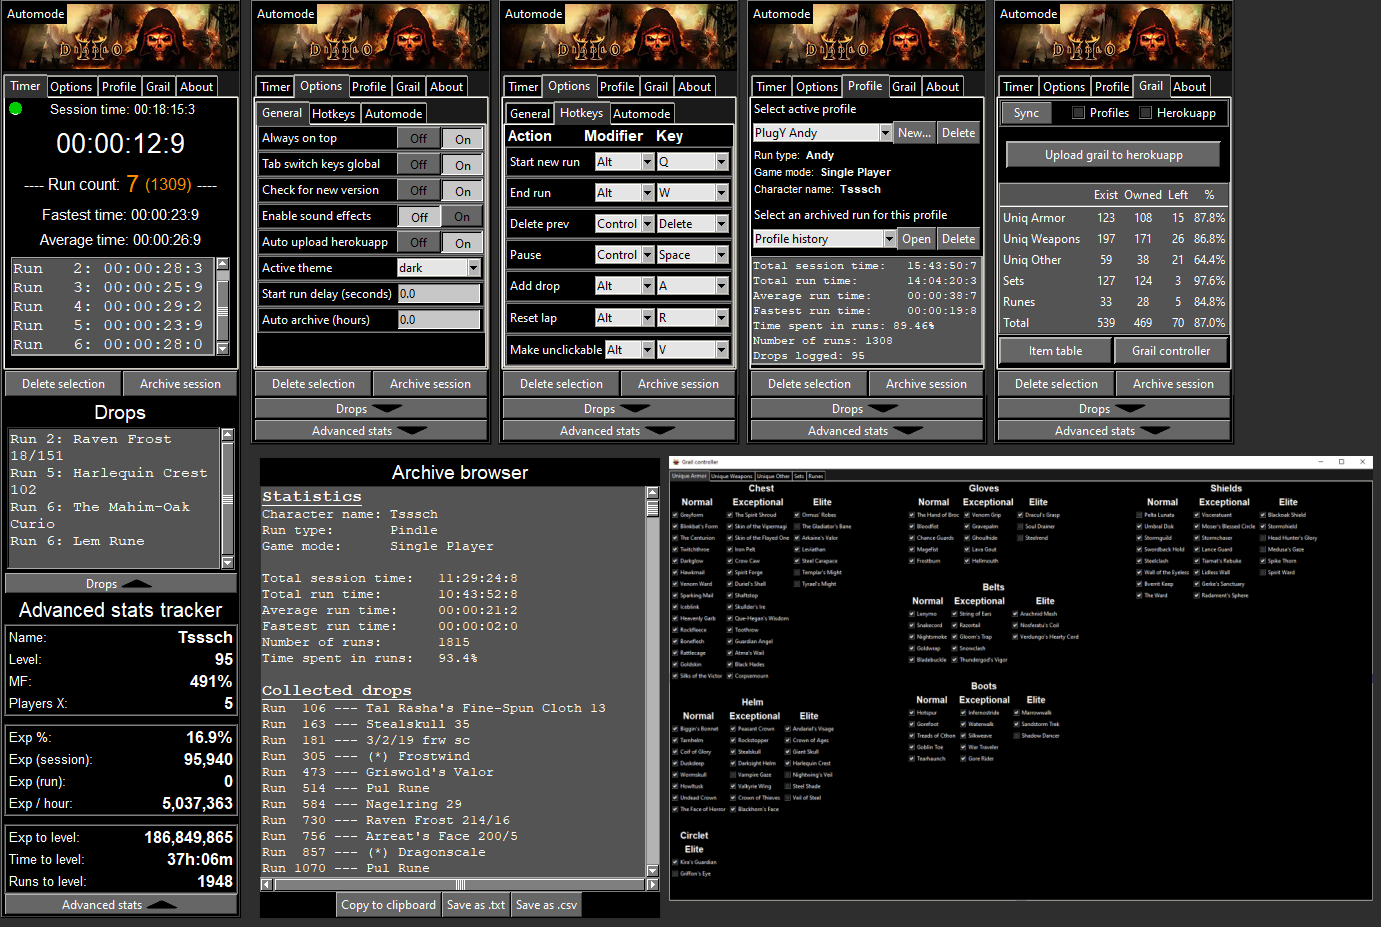 Automode
DIABLO II
Timer Options Profile Grail About
Session time: 00:18:15:3
00:00:12:9
---- Run count: 7 (1309) ----
Fastest time: 00:00:23:9
Average time: 00:00:26:9
Run 2: 00:00:28:3
Run 3: 00:00:25:9
Run 4: 00:00:29:2
Run 5: 00:00:23:9
Run 6: 00:00:28:0
Delete selection Archive session
Drops
Run 2: Raven Frost
18/151
Run 5: Harlequin Crest
102
Run 6: The Mahim-Oak
Curio
Run 6: Lem Rune
Drops
Advanced stats tracker
Name: Tsssch
Level: 95
MF: 491%
Players X: 5
Exp %: 16.9%
Exp (session): 95,940
Exp (run): 0
Exp / hour: 5,037,363
Exp to level: 186,849,865
Time to level: 37h:06m
Runs to level: 1948
Advanced stats
Automode
DIABLO II
Timer Options Profile Grail About
General Hotkeys Automode
Always on top Off On
Tab switch keys global Off On
Check for new version Off On
Enable sound effects Off On
Auto upload herokuapp Off On
Active theme dark
Start run delay (seconds) 0.0
Auto archive (hours) 0.0
Delete selection Archive session
Drops
Advanced stats
Automode
DIABLO II
Timer Options Profile Grail About
General Hotkeys Automode
Action Modifier Key
Start new run Alt Q
End run Alt W
Delete prev Control Delete
Pause Control Space
Add drop Alt A
Reset lap Alt R
Make unclickable Alt V
Delete selection Archive session
Drops
Advanced stats
Automode
DIABLO II
Timer Options Profile Grail About
Select active profile
PlugY Andy New... Delete
Run type: Andy
Game mode: Single Player
Character name: Tsssch
Select an archived run for this profile
Profile history Open Delete
Total session time: 15:43:50:7
Total run time: 14:04:20:3
Average run time: 00:00:38:7
Fastest run time: 00:00:19:8
Time spent in runs: 89.46%
Number of runs: 1308
Drops logged: 95
Delete selection Archive session
Drops
Advanced stats
Automode
DIABLO II
Timer Options Profile Grail About
Sync Profiles Herokuapp
Upload grail to herokuapp
Exist Owned Left %
Uniq Armor 123 108 15 87.8%
Uniq Weapons 197 171 26 86.8%
Uniq Other 59 38 21 64.4%
Sets 127 124 3 97.6%
Runes 33 28 5 84.8%
Total 539 469 70 87.0%
Item table Grail controller
Delete selection Archive session
Drops
Advanced stats
Archive browser
Statistics
Character name: Tsssch
Run type: Pindle
Game mode: Single Player
Total session time: 11:29:24:8
Total run time: 10:43:52:8
Average run time: 00:00:21:2
Fastest run time: 00:00:02:0
Number of runs: 1815
Time spent in runs: 93.4%
Collected drops
Run 106 --- Tal Rasha's Fine-Spun Cloth 13
Run 163 --- Stealskull 35
Run 181 --- 3/2/19 frw sc
Run 305 --- (*) Frostwind
Run 473 --- Griswold's Valor
Run 514 --- Pul Rune
Run 584 --- Nagelring 29
Run 730 --- Raven Frost 214/16
Run 756 --- Arreat's Face 200/5
Run 857 --- (*) Dragonscale
Run 1070 --- Pul Rune
Copy to clipboard Save as .txt Save as .csv
Grail controller
Unique Armor Unique Weapons Unique Other Sets Runes
Chest
Normal Exceptional Elite
Greyform The Spirit Shroud Ormus' Robes
Blinkbat's Form Skin of the Vipermagi The Gladiator's Bane
The Centurion Skin of the Flayed One Arkaine's Valor
Twitchthroe Iron Pelt Leviathan
Darkglow Crow Caw Steel Carapace
Hawkmail Spirit Forge Templar's Might
Venom Ward Duriel's Shell Tyrael's Might
Sparking Mail Shaftstop
Iceblink Skullder's Ire
Heavenly Garb Que-Hegan's Wisdom
Rockfleece Toothrow
Boneflesh Guardian Angel
Rattlecage Atma's Wail
Goldskin Black Hades
Silks of the Victor Corpsemourn
Helm
Normal Exceptional Elite
Biggin's Bonnet Peasant Crown Andariel's Visage
Tarnhelm Rockstopper Crown of Ages
Coif of Glory Stealskull Giant Skull
Duskdeep Darksight Helm Harlequin Crest
Wormskull Vampire Gaze Nightwing's Veil
Howltusk Valkyrie Wing Steel Shade
Undead Crown Crown of Thieves Veil of Steel
The Face of Horror Blackhorn's Face
Circlet
Elite
Kira's Guardian
Griffon's Eye
Gloves
Normal Exceptional Elite
The Hand of Broc Venom Grip Dracul's Grasp
Bloodfist Gravepalm Soul Drainer
Chance Guards Ghoulhide Steelrend
Magefist Lava Gout
Frostburn Hellmouth
Belts
Normal Exceptional Elite
Lenymo String of Ears Arachnid Mesh
Snakecord Razortail Nosferatu's Coil
Nightsmoke Gloom's Trap Verdungo's Hearty Cord
Goldwrap Snowclash
Bladebuckle Thundergod's Vigor
Boots
Normal Exceptional Elite
Hotspur Infernostride Marrowwalk
Gorefoot Waterwalk Sandstorm Trek
Treads of Cthon Silkweave Shadow Dancer
Goblin Toe War Traveler
Tearhaunch Gore Rider
Shields
Normal Exceptional Elite
Pelta Lunata Visceratuant Blackoak Shield
Umbral Disk Moser's Blessed Circle Stormshield
Stormguild Stormchaser Head Hunter's Glory
Swordback Hold Lance Guard Medusa's Gaze
Steelclash Tiamat's Rebuke Spike Thorn
Wall of the Eyeless Lidless Wall Spirit Ward
Bverrit Keep Gerke's Sanctuary
The Ward Radament's Sphere